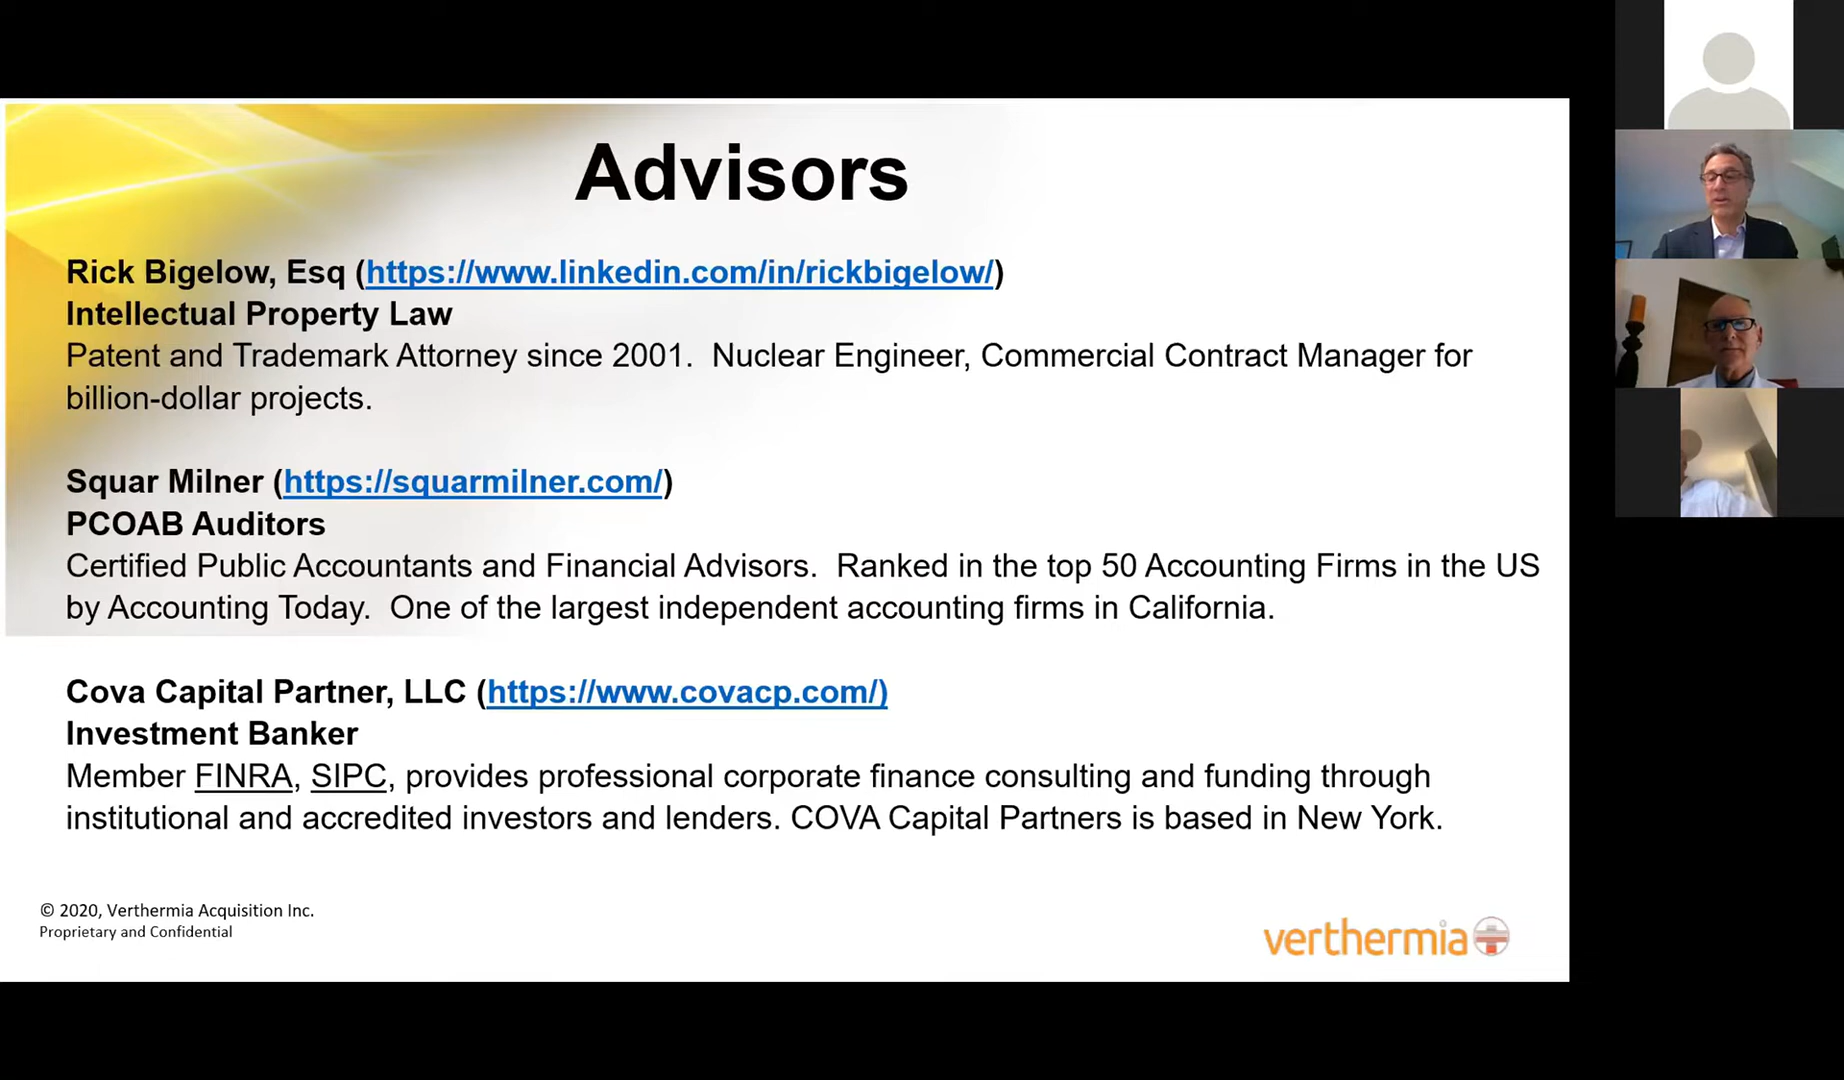 Advisors
Rick Bigelow, Esq (https://www.linkedin.com/in/rickbigelow/)
Intellectual Property Law
Patent and Trademark Attorney since 2001.  Nuclear Engineer, Commercial Contract Manager for
billion-dollar projects.
Squar Milner (https://squarmilner.com/)
PCOAB Auditors
Certified Public Accountants and Financial Advisors.  Ranked in the top 50 Accounting Firms in the US
by Accounting Today.  One of the largest independent accounting firms in California.
Cova Capital Partner, LLC (https://www.covacp.com/)
Investment Banker
Member FINRA, SIPC, provides professional corporate finance consulting and funding through
institutional and accredited investors and lenders. COVA Capital Partners is based in New York.
© 2020, Verthermia Acquisition Inc.
Proprietary and Confidential
verthermia